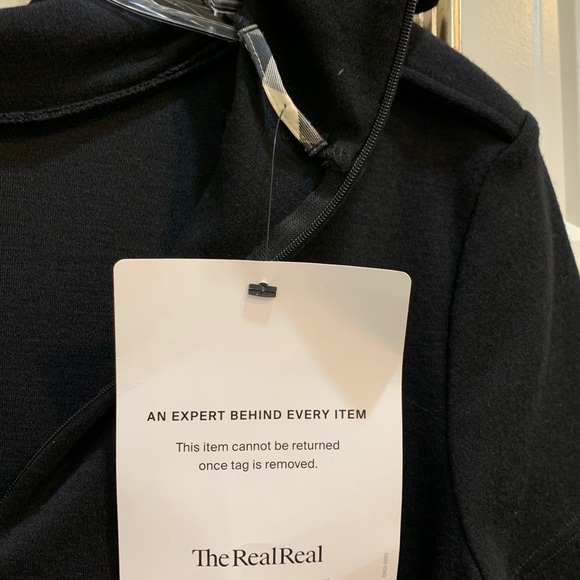 AN EXPERT BEHIND EVERY ITEM
This item cannot be returned
once tag is removed.
TheRealReal